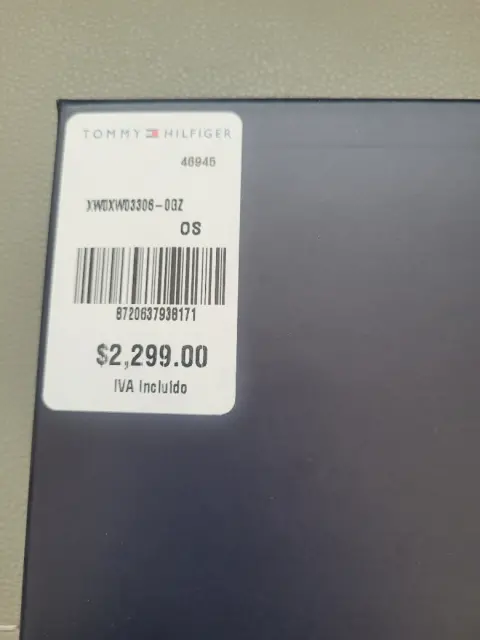 TOMMY HILFIGER
46945
XW0XW03306-0GZ
OS
8720637938171
$2,299.00
IVA Incluido